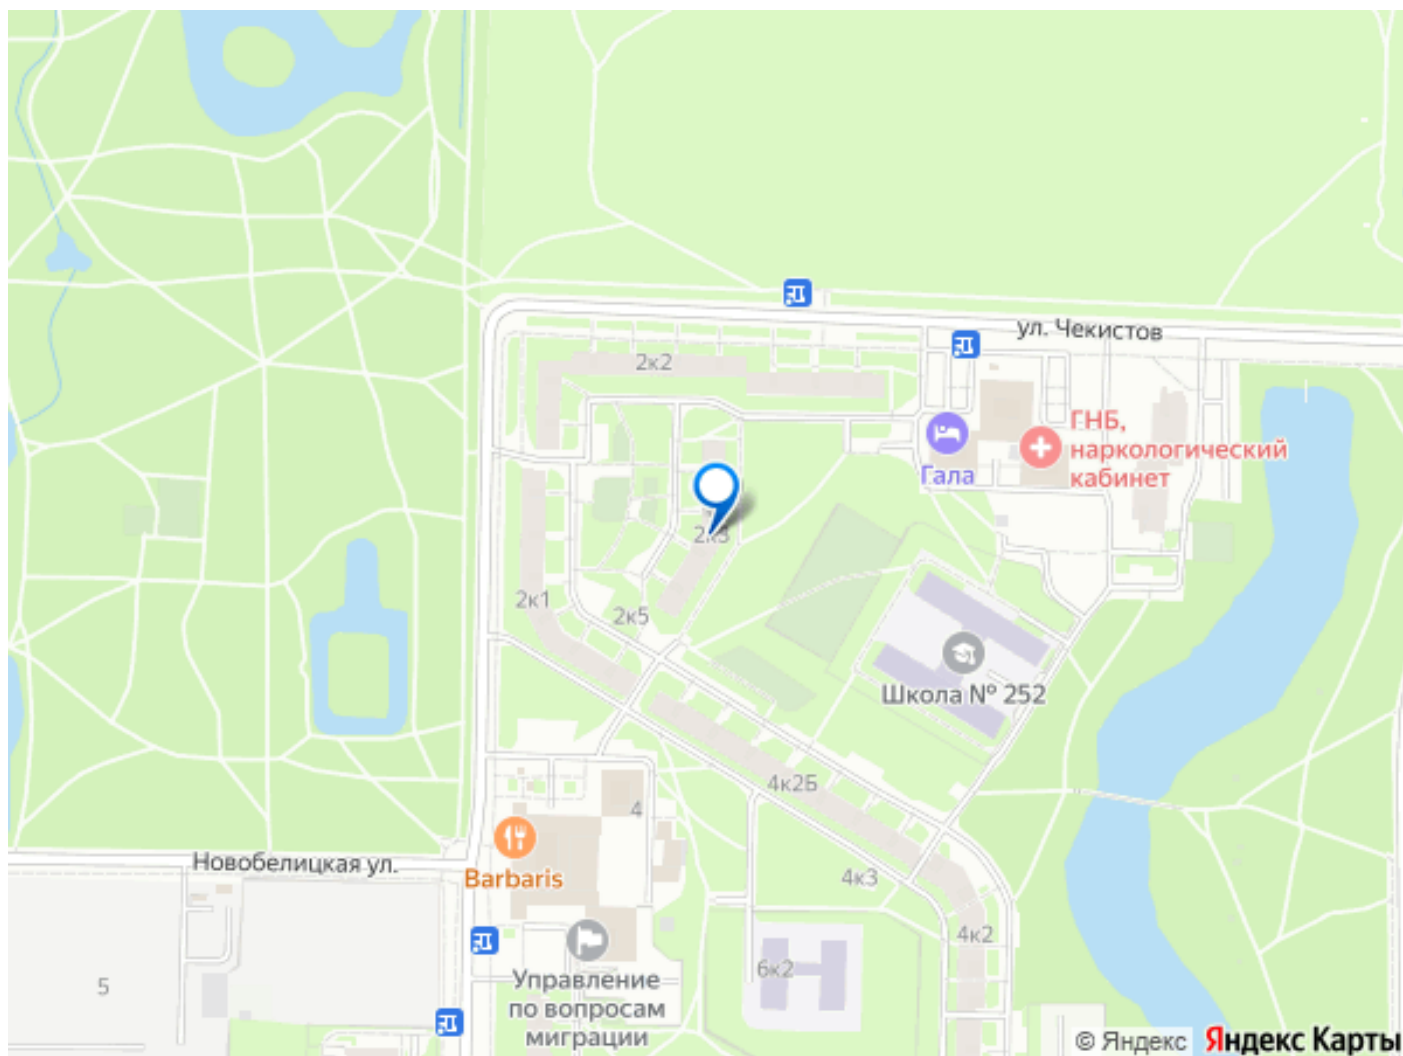 ул. Чекистов
2к2
ГНБ,
наркологический
кабинет
Гала
2к3
2к1
2к5
Школа № 252
4к2Б
4
Новобелицкая ул.
Barbaris
4к3
4к2
6к2
5
Управление
по вопросам
миграции
© Яндекс Яндекс Карты